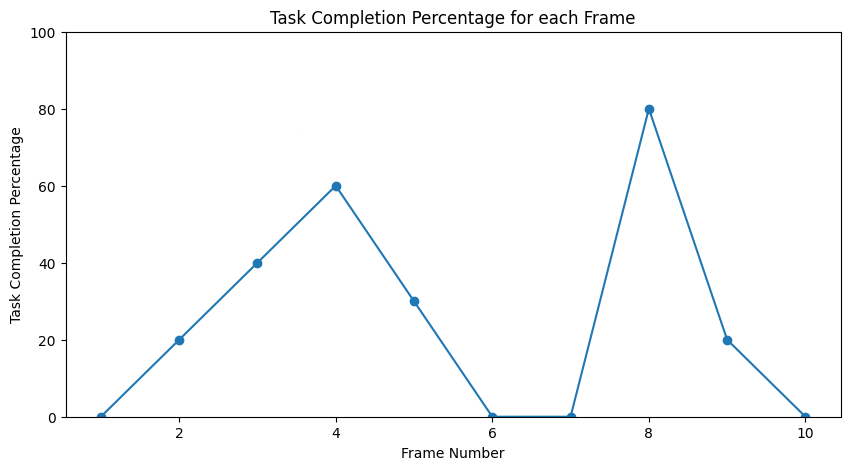 Task Completion Percentage for each Frame
100
80
60
40
20
0
Task Completion Percentage
2 4 6 8 10
Frame Number